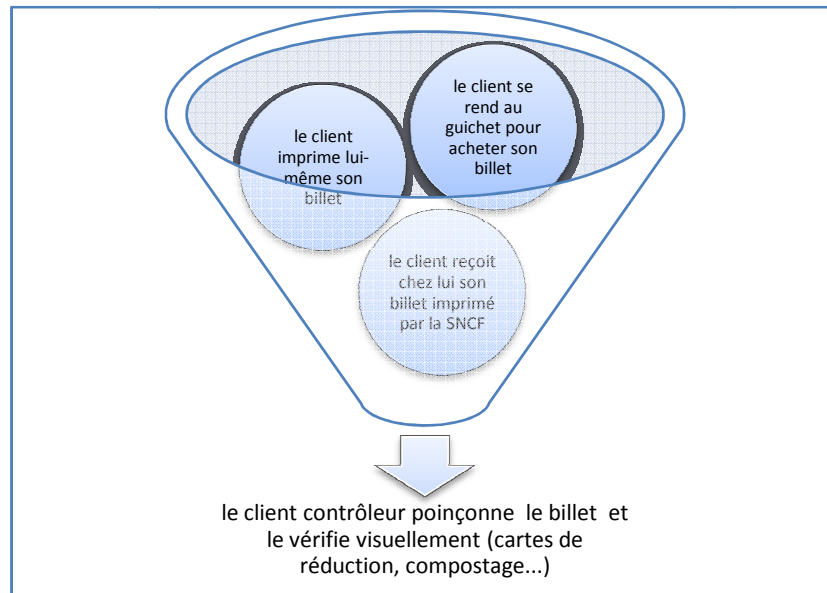 le client
imprime lui-
même son
billet
le client se
rend au
guichet pour
acheter son
billet
le client reçoit
chez lui son
billet imprimé
par la SNCF
le client contrôleur poinçonne le billet et
le vérifie visuellement (cartes de
réduction, compostage...)